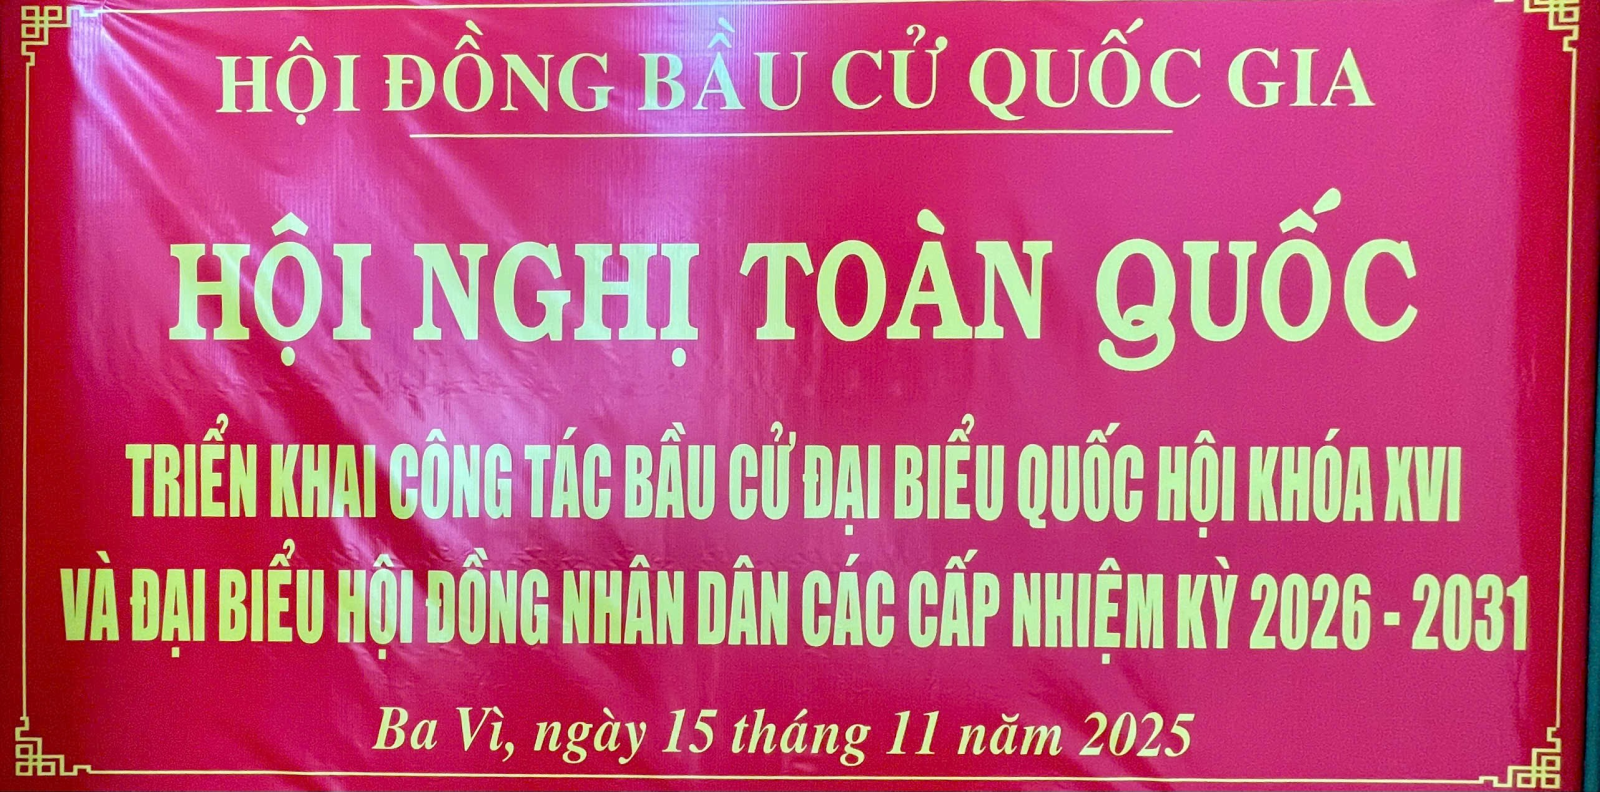 HỘI ĐỒNG BẦU CỬ QUỐC GIA
HỘI NGHỊ TOÀN QUỐC
TRIỂN KHAI CÔNG TÁC BẦU CỬ ĐẠI BIỂU QUỐC HỘI KHÓA XVI
VÀ ĐẠI BIỂU HỘI ĐỒNG NHÂN DÂN CÁC CẤP NHIỆM KỲ 2026 - 2031
Ba Vì, ngày 15 tháng 11 năm 2025